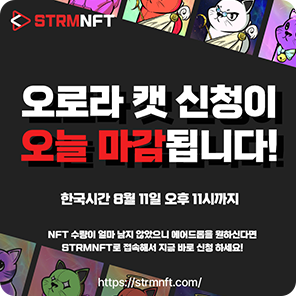 STRMNFT
오로라 캣 신청이
오늘 마감됩니다!
한국시간 8월 11일 오후 11시까지
NFT 수량이 얼마 남지 않았으니 에어드롭을 원하신다면
STRMNFT로 접속해서 지금 바로 신청 하세요!
https://strmnft.com/